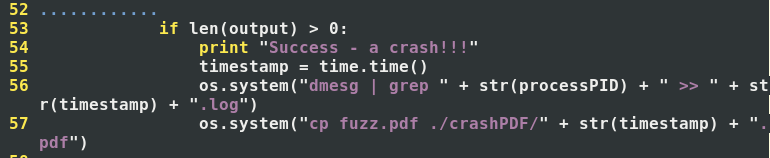 52 ............
53             if len(output) > 0:
54                 print "Success - a crash!!!"
55                 timestamp = time.time()
56                 os.system("dmesg | grep " + str(processPID) + " >> " + st
r(timestamp) + ".log")
57                 os.system("cp fuzz.pdf ./crashPDF/" + str(timestamp) + ".
pdf")